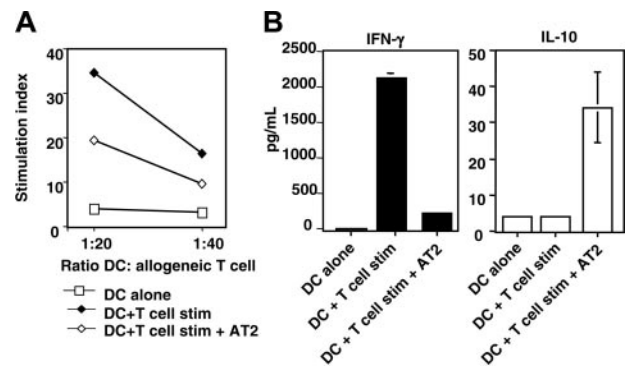 A
Stimulation index
40
30
20
10
0
1:20 1:40
Ratio DC: allogeneic T cell
DC alone
DC+T cell stim
DC+T cell stim + AT2
B
IFN-γ
pg/mL
2500
2000
1500
1000
500
0
DC alone
DC + T cell stim
DC + T cell stim + AT2
IL-10
40
30
20
10
0
DC alone
DC + T cell stim
DC + T cell stim + AT2